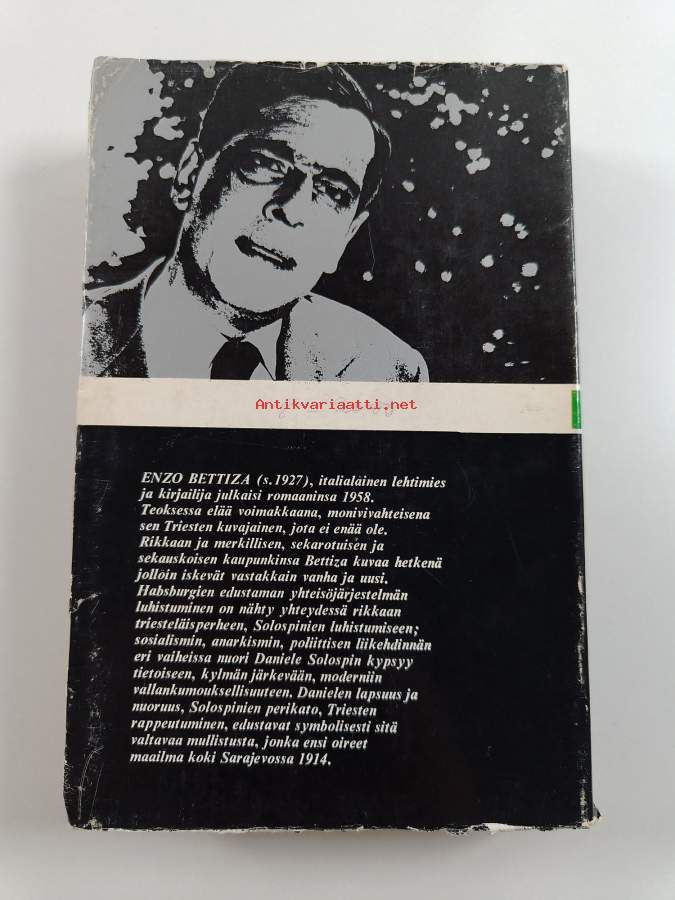 Antikvariaatti.net
ENZO BETTIZA (s.1927), italialainen lehtimies
ja kirjailija julkaisi romaaninsa 1958.
Teoksessa elää voimakkaana, monivivahteisena
sen Triesten kuvajainen, jota ei enää ole.
Rikkaan ja merkillisen, sekarotuisen ja
sekauskoisen kaupunkinsa Bettiza kuvaa hetkenä
jolloin iskevät vastakkain vanha ja uusi.
Habsburgien edustaman yhteisöjärjestelmän
luhistuminen on nähty yhteydessä rikkaan
triesteläisperheen, Solospinien luhistumiseen;
sosialismin, anarkismin, poliittisen liikehdinnän
eri vaiheissa nuori Daniele Solospin kypsyy
tietoiseen, kylmän järkevään, moderniin
vallankumouksellisuuteen. Danielen lapsuus ja
nuoruus, Solospinien perikato, Triesten
rappeutuminen, edustavat symbolisesti sitä
valtavaa mullistusta, jonka ensi oireet
maailma koki Sarajevossa 1914.